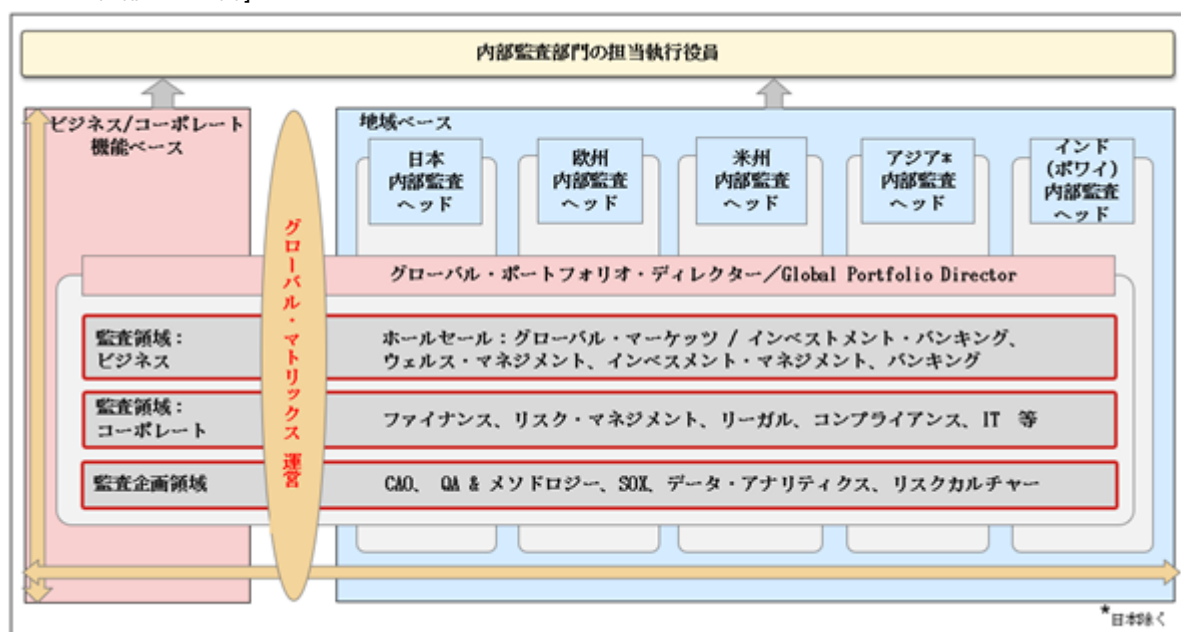 内部監査部門の担当執行役員
ビジネス/コーポレート
機能ベース
地域ベース
日本
内部監査
ヘッド
欧州
内部監査
ヘッド
米州
内部監査
ヘッド
アジア*
内部監査
ヘッド
インド
(ポワイ)
内部監査
ヘッド
グローバル・マトリックス 運営
グローバル・ポートフォリオ・ディレクター／Global Portfolio Director
監査領域：
ビジネス
ホールセール：グローバル・マーケッツ / インベストメント・バンキング、
ウェルス・マネジメント、インベスメント・マネジメント、バンキング
監査領域：
コーポレート
ファイナンス、リスク・マネジメント、リーガル、コンプライアンス、IT 等
監査企画領域
CAO、 QA & メソドロジー、SOX、データ・アナリティクス、リスクカルチャー
*日本除く